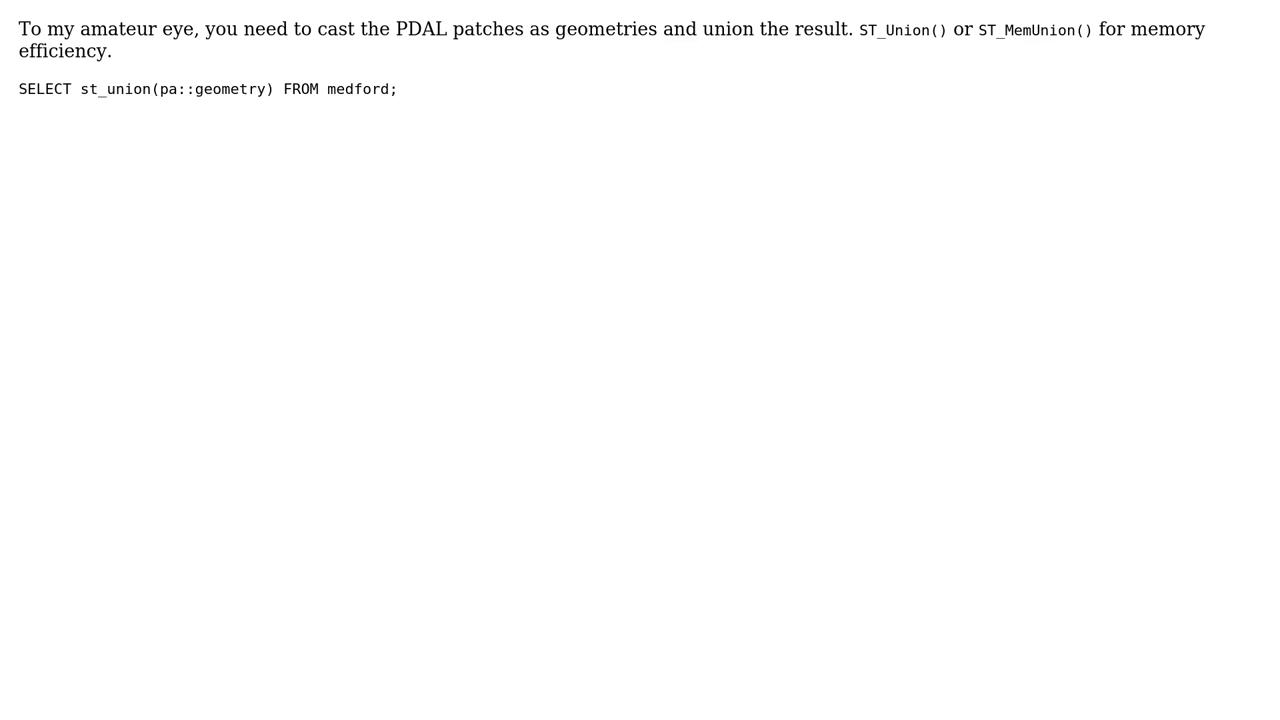 To my amateur eye, you need to cast the PDAL patches as geometries and union the result. ST_Union() or ST_MemUnion() for memory
efficiency.
SELECT st_union(pa::geometry) FROM medford;